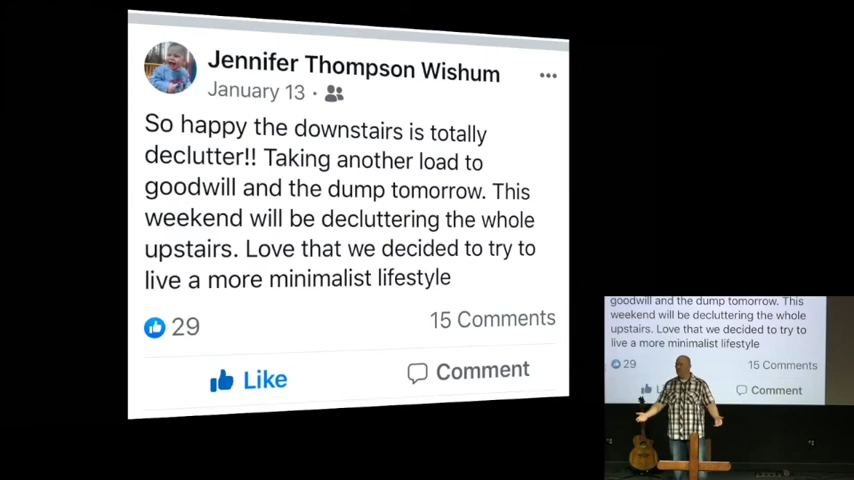 Jennifer Thompson Wishum
January 13 ·
So happy the downstairs is totally
declutter!! Taking another load to
goodwill and the dump tomorrow. This
weekend will be decluttering the whole
upstairs. Love that we decided to try to
live a more minimalist lifestyle
29
15 Comments
Like
Comment
goodwill and the dump tomorrow. This
weekend will be decluttering the whole
upstairs. Love that we decided to try to
live a more minimalist lifestyle
29
15 Comments
Comment